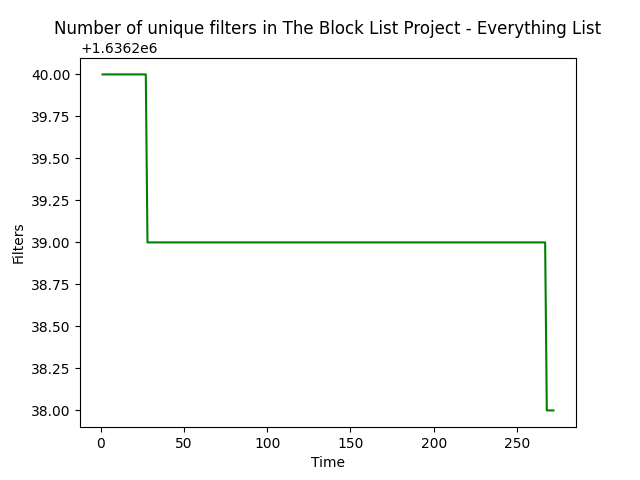 Number of unique filters in The Block List Project - Everything List
+1.6362e6
40.00
39.75
39.50
39.25
39.00
38.75
38.50
38.25
38.00
Filters
0 50 100 150 200 250
Time